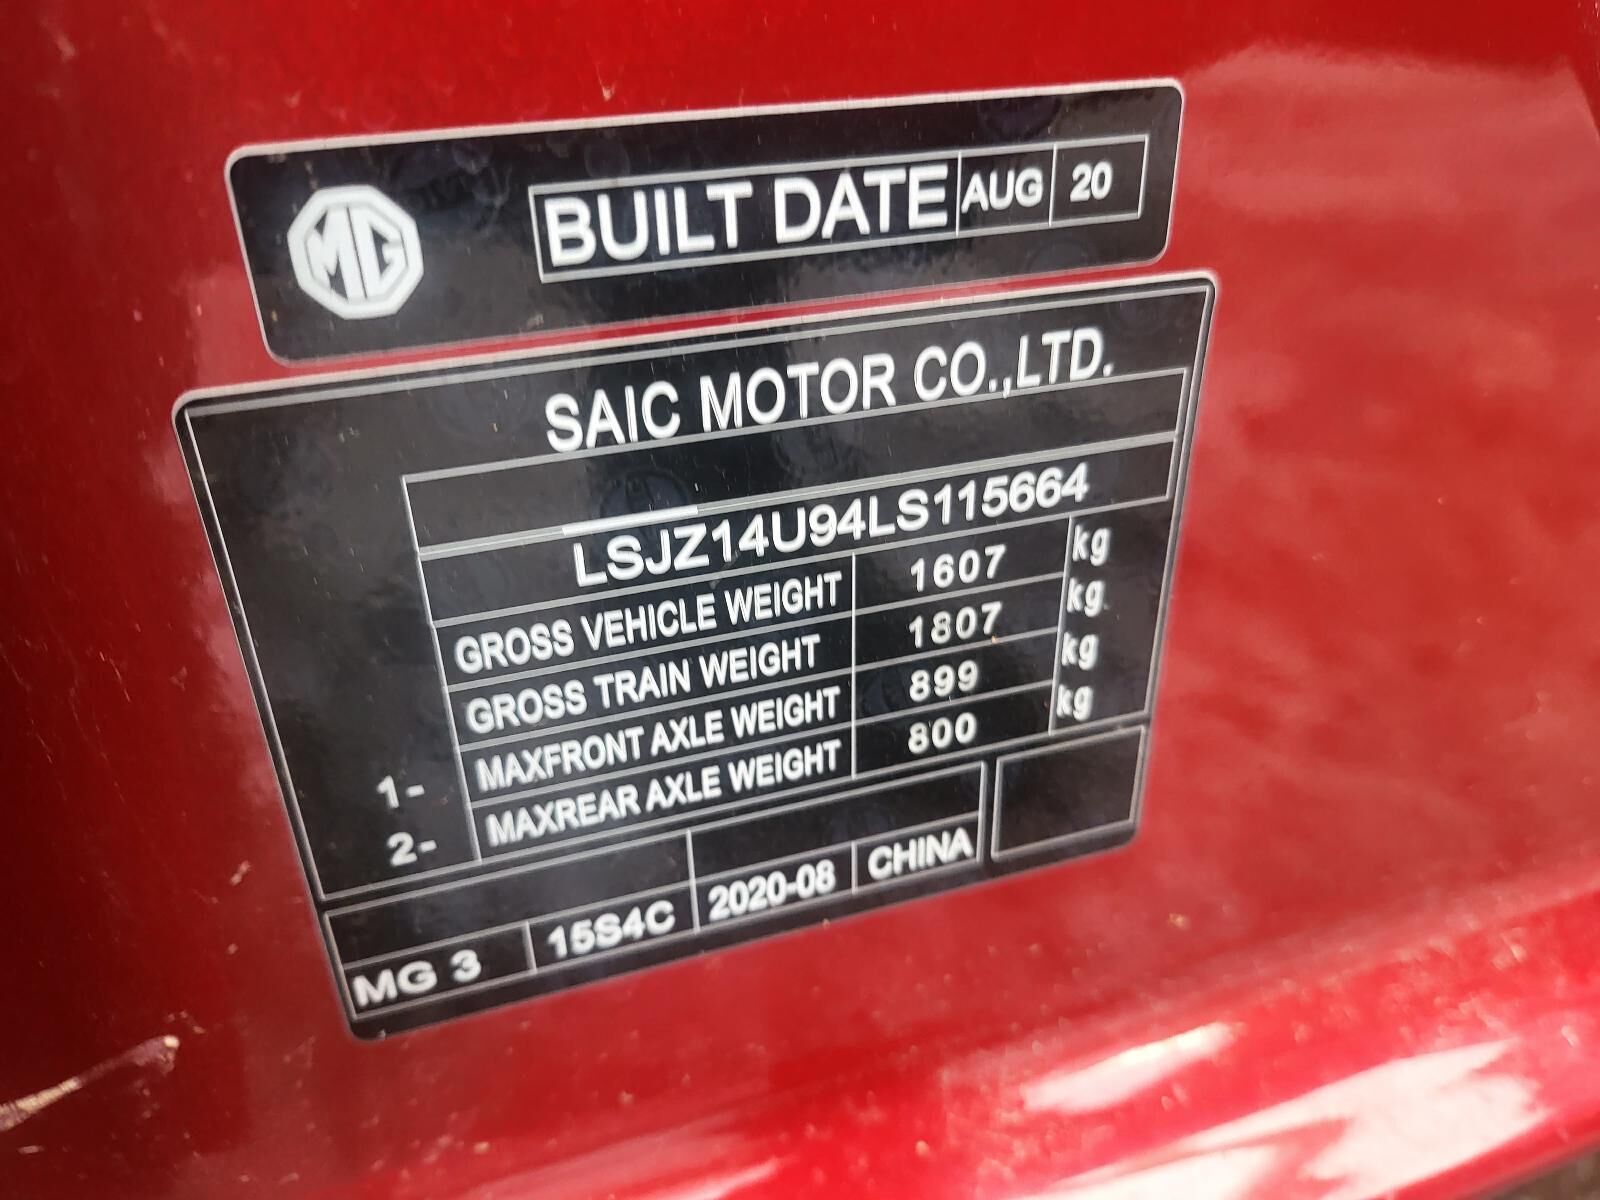 MG BUILT DATE AUG 20
SAIC MOTOR CO.,LTD.
LSJZ14U94LS115664
GROSS VEHICLE WEIGHT 1607 kg
GROSS TRAIN WEIGHT 1807 kg
1- MAXFRONT AXLE WEIGHT 899 kg
2- MAXREAR AXLE WEIGHT 800 kg
MG 3 15S4C 2020-08 CHINA